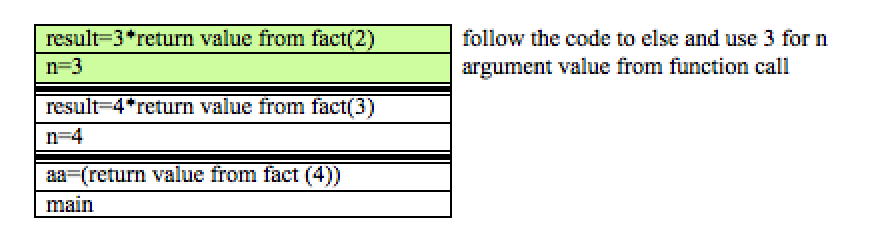 result=3*return value from fact(2) follow the code to else and use 3 for n
n=3 argument value from function call
result=4*return value from fact(3)
n=4
aa=(return value from fact (4))
main